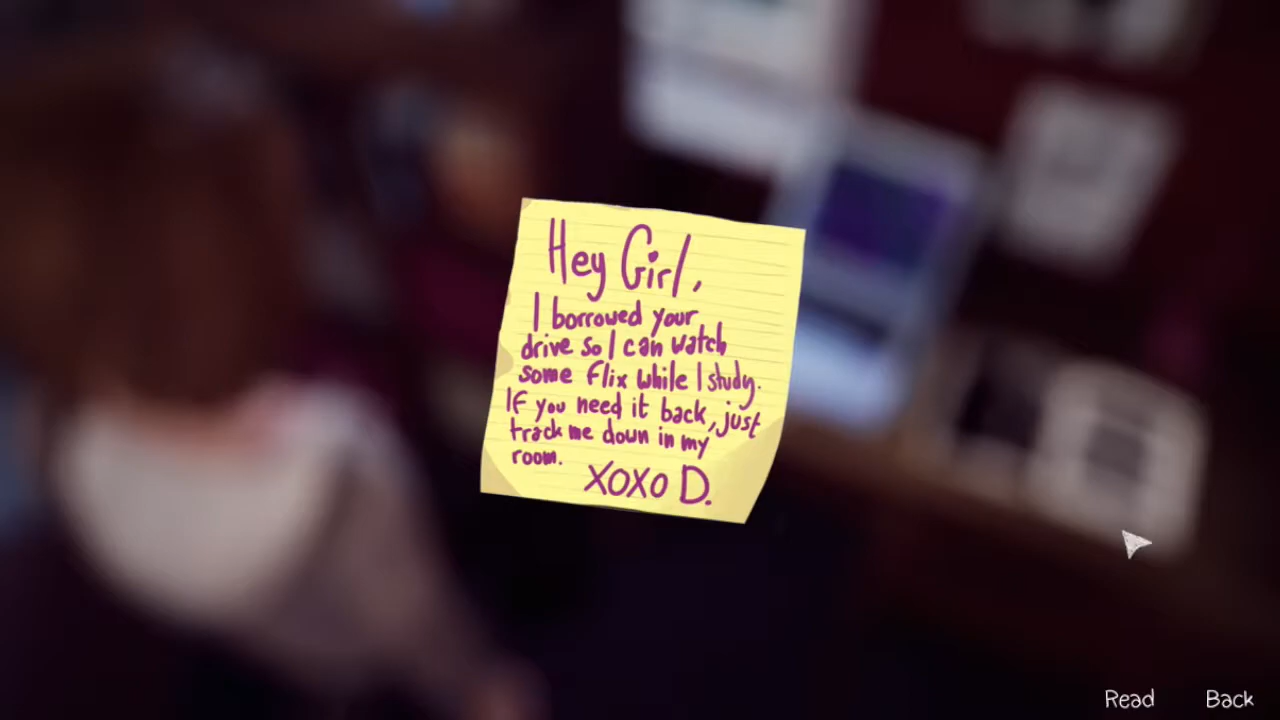 Hey Girl,
I borrowed your
drive so I can watch
some flix while I study.
If you need it back, just
track me down in my
room.
XOXO D.
Read Back